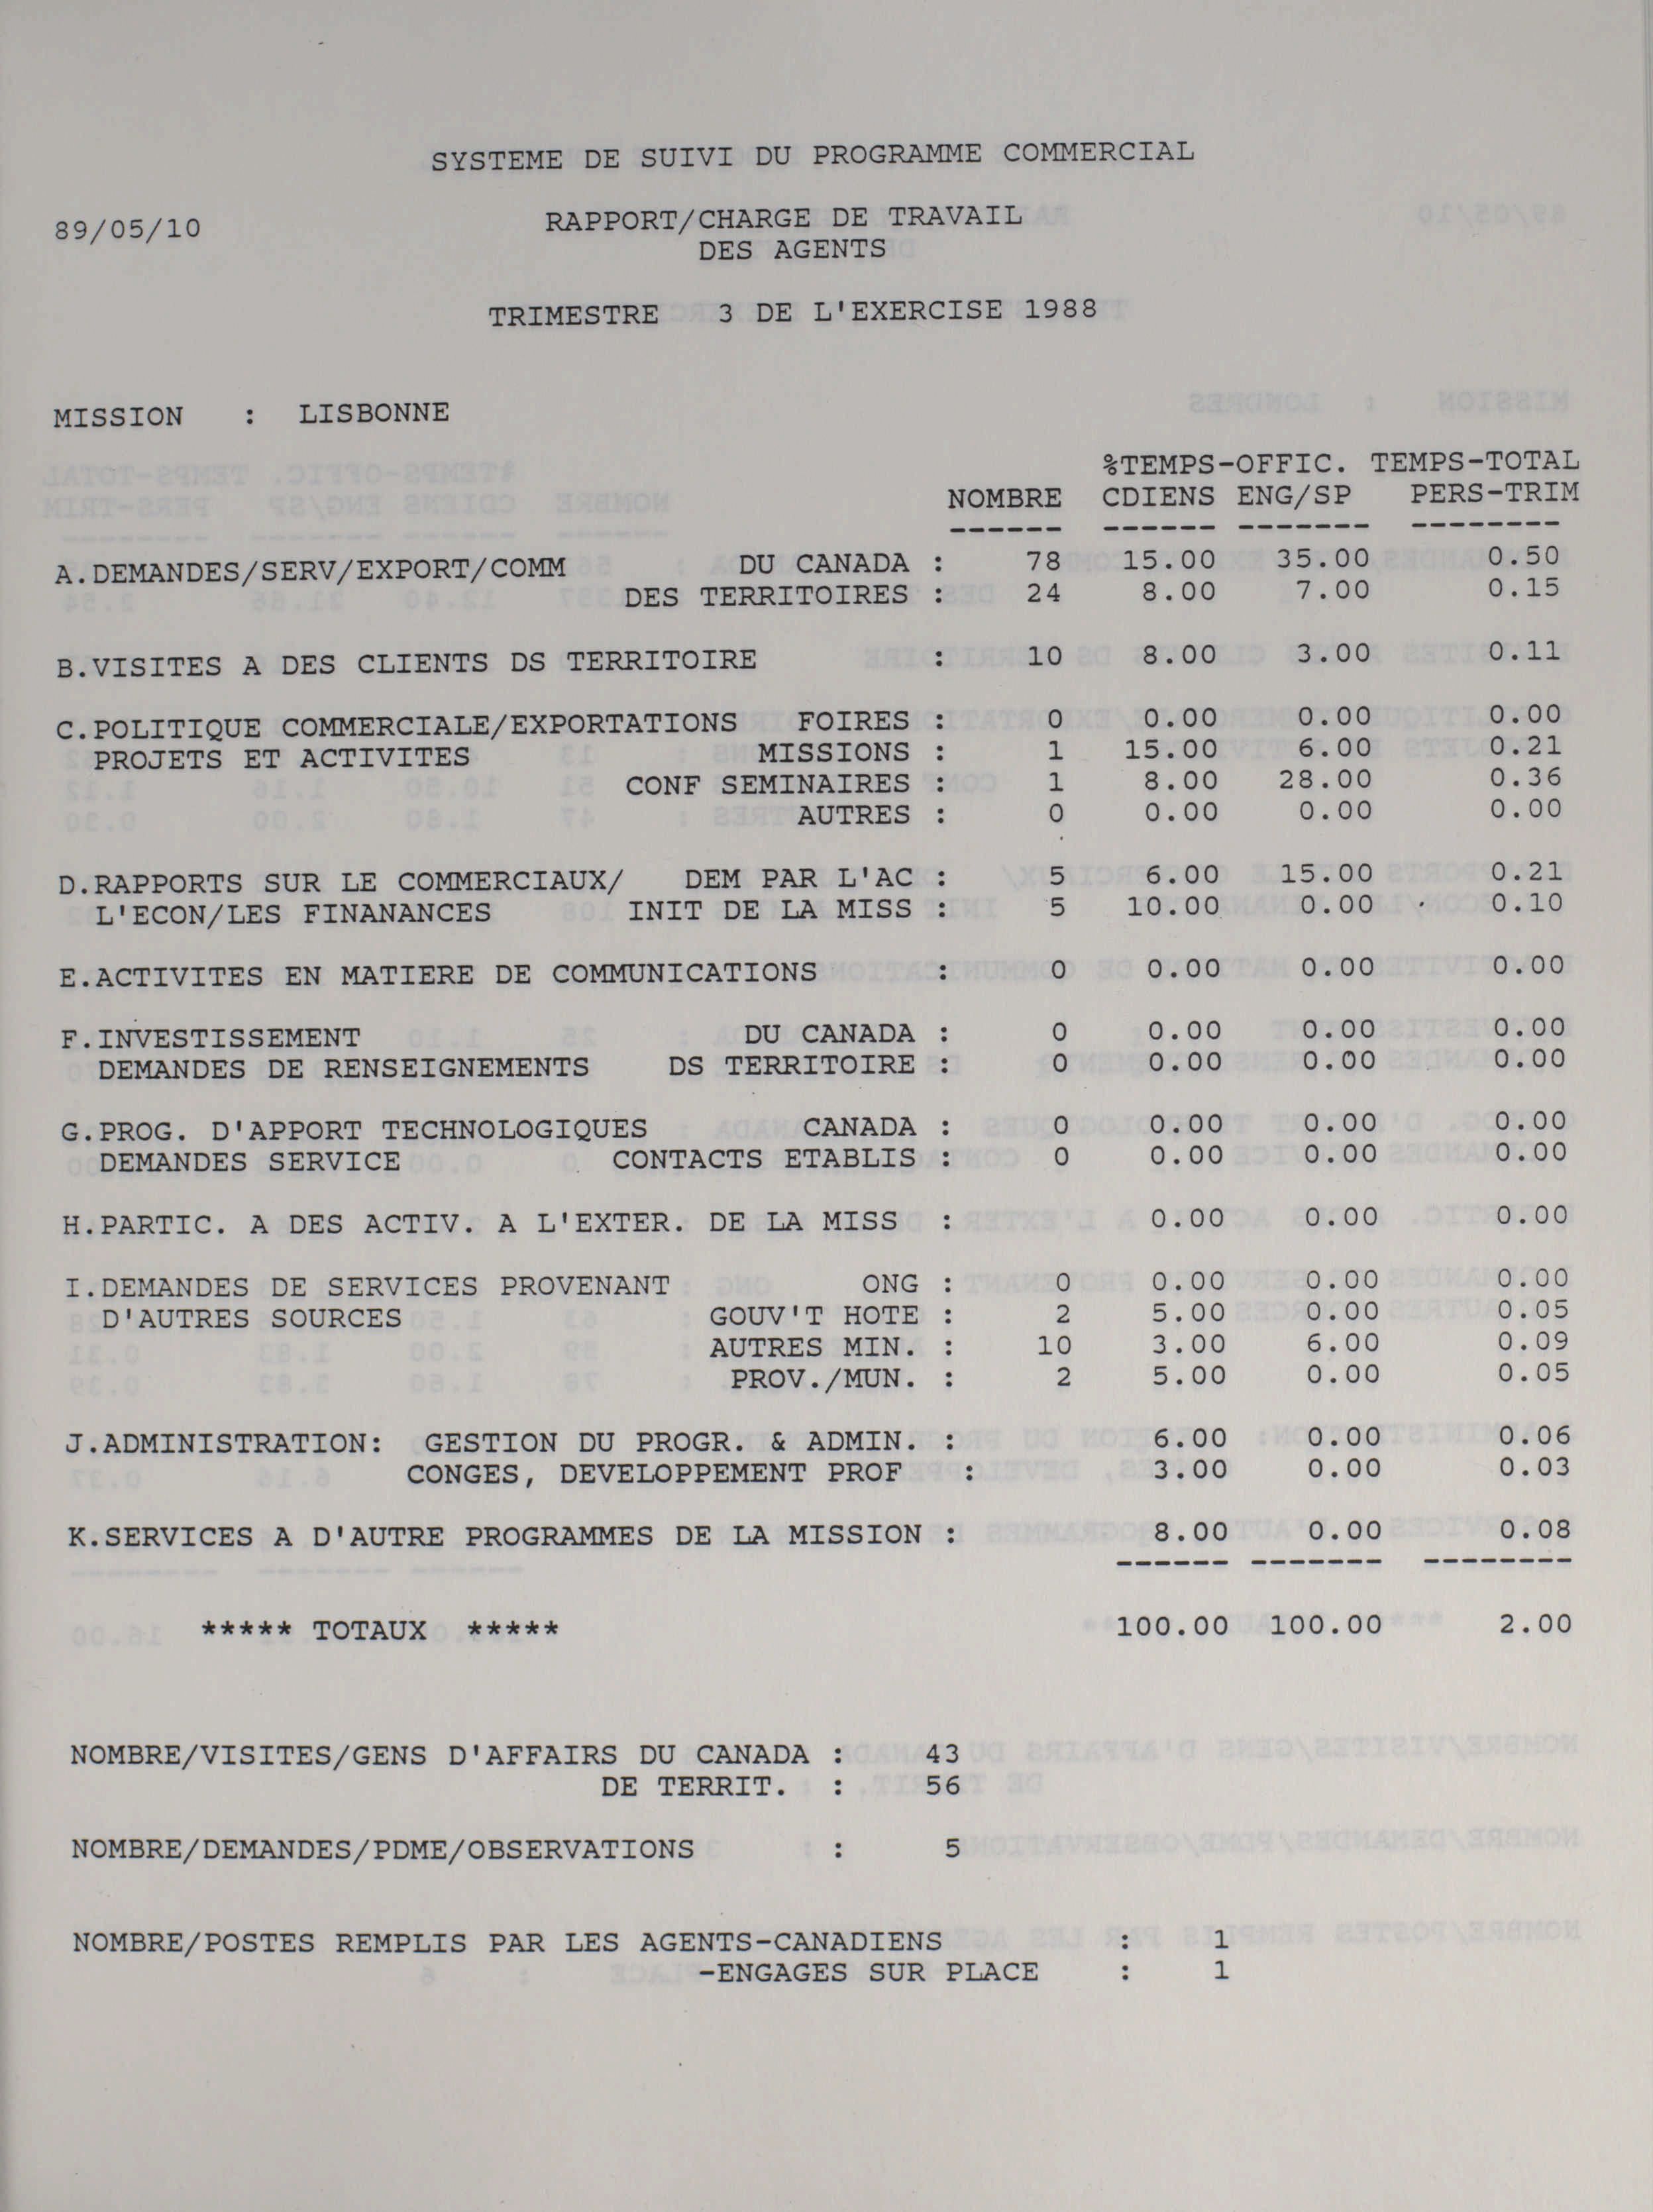 SYSTEME DE SUIVI DU PROGRAMME COMMERCIAL
89/05/10 RAPPORT/CHARGE DE TRAVAIL
DES AGENTS
TRIMESTRE 3 DE L'EXERCISE 1988
MISSION : LISBONNE
%TEMPS-OFFIC. TEMPS-TOTAL
NOMBRE CDIENS ENG/SP PERS-TRIM
------ ------ ------- --------
A.DEMANDES/SERV/EXPORT/COMM DU CANADA : 78 15.00 35.00 0.50
DES TERRITOIRES : 24 8.00 7.00 0.15
B.VISITES A DES CLIENTS DS TERRITOIRE : 10 8.00 3.00 0.11
C.POLITIQUE COMMERCIALE/EXPORTATIONS FOIRES : 0 0.00 0.00 0.00
PROJETS ET ACTIVITES MISSIONS : 1 15.00 6.00 0.21
CONF SEMINAIRES : 1 8.00 28.00 0.36
AUTRES : 0 0.00 0.00 0.00
D.RAPPORTS SUR LE COMMERCIAUX/ DEM PAR L'AC : 5 6.00 15.00 0.21
L'ECON/LES FINANANCES INIT DE LA MISS : 5 10.00 0.00 0.10
E.ACTIVITES EN MATIERE DE COMMUNICATIONS : 0 0.00 0.00 0.00
F.INVESTISSEMENT DU CANADA : 0 0.00 0.00 0.00
DEMANDES DE RENSEIGNEMENTS DS TERRITOIRE : 0 0.00 0.00 0.00
G.PROG. D'APPORT TECHNOLOGIQUES CANADA : 0 0.00 0.00 0.00
DEMANDES SERVICE CONTACTS ETABLIS : 0 0.00 0.00 0.00
H.PARTIC. A DES ACTIV. A L'EXTER. DE LA MISS : 0.00 0.00 0.00
I.DEMANDES DE SERVICES PROVENANT ONG : 0 0.00 0.00 0.00
D'AUTRES SOURCES GOUV'T HOTE : 2 5.00 0.00 0.05
AUTRES MIN. : 10 3.00 6.00 0.09
PROV./MUN. : 2 5.00 0.00 0.05
J.ADMINISTRATION: GESTION DU PROGR. & ADMIN. : 6.00 0.00 0.06
CONGES, DEVELOPPEMENT PROF : 3.00 0.00 0.03
K.SERVICES A D'AUTRE PROGRAMMES DE LA MISSION : 8.00 0.00 0.08
------ ------- --------
***** TOTAUX ***** 100.00 100.00 2.00
NOMBRE/VISITES/GENS D'AFFAIRS DU CANADA : 43
DE TERRIT. : 56
NOMBRE/DEMANDES/PDME/OBSERVATIONS : 5
NOMBRE/POSTES REMPLIS PAR LES AGENTS-CANADIENS : 1
-ENGAGES SUR PLACE : 1